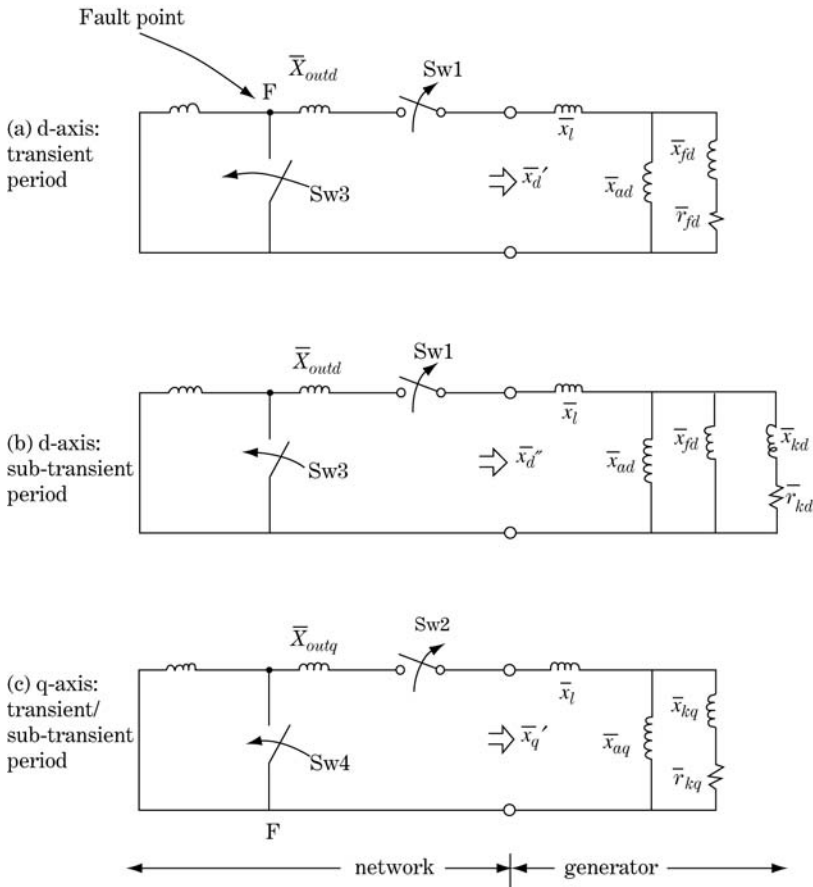 Fault point
F
X̅outd
Sw1
(a) d-axis:
transient
period
Sw3
x̅d′
x̅l
x̅ad
x̅fd
r̅fd
X̅outd
Sw1
(b) d-axis:
sub-transient
period
Sw3
x̅d″
x̅l
x̅ad
x̅fd
x̅kd
r̅kd
X̅outq
Sw2
(c) q-axis:
transient/
sub-transient
period
Sw4
x̅q′
x̅l
x̅aq
x̅kq
r̅kq
F
network
generator